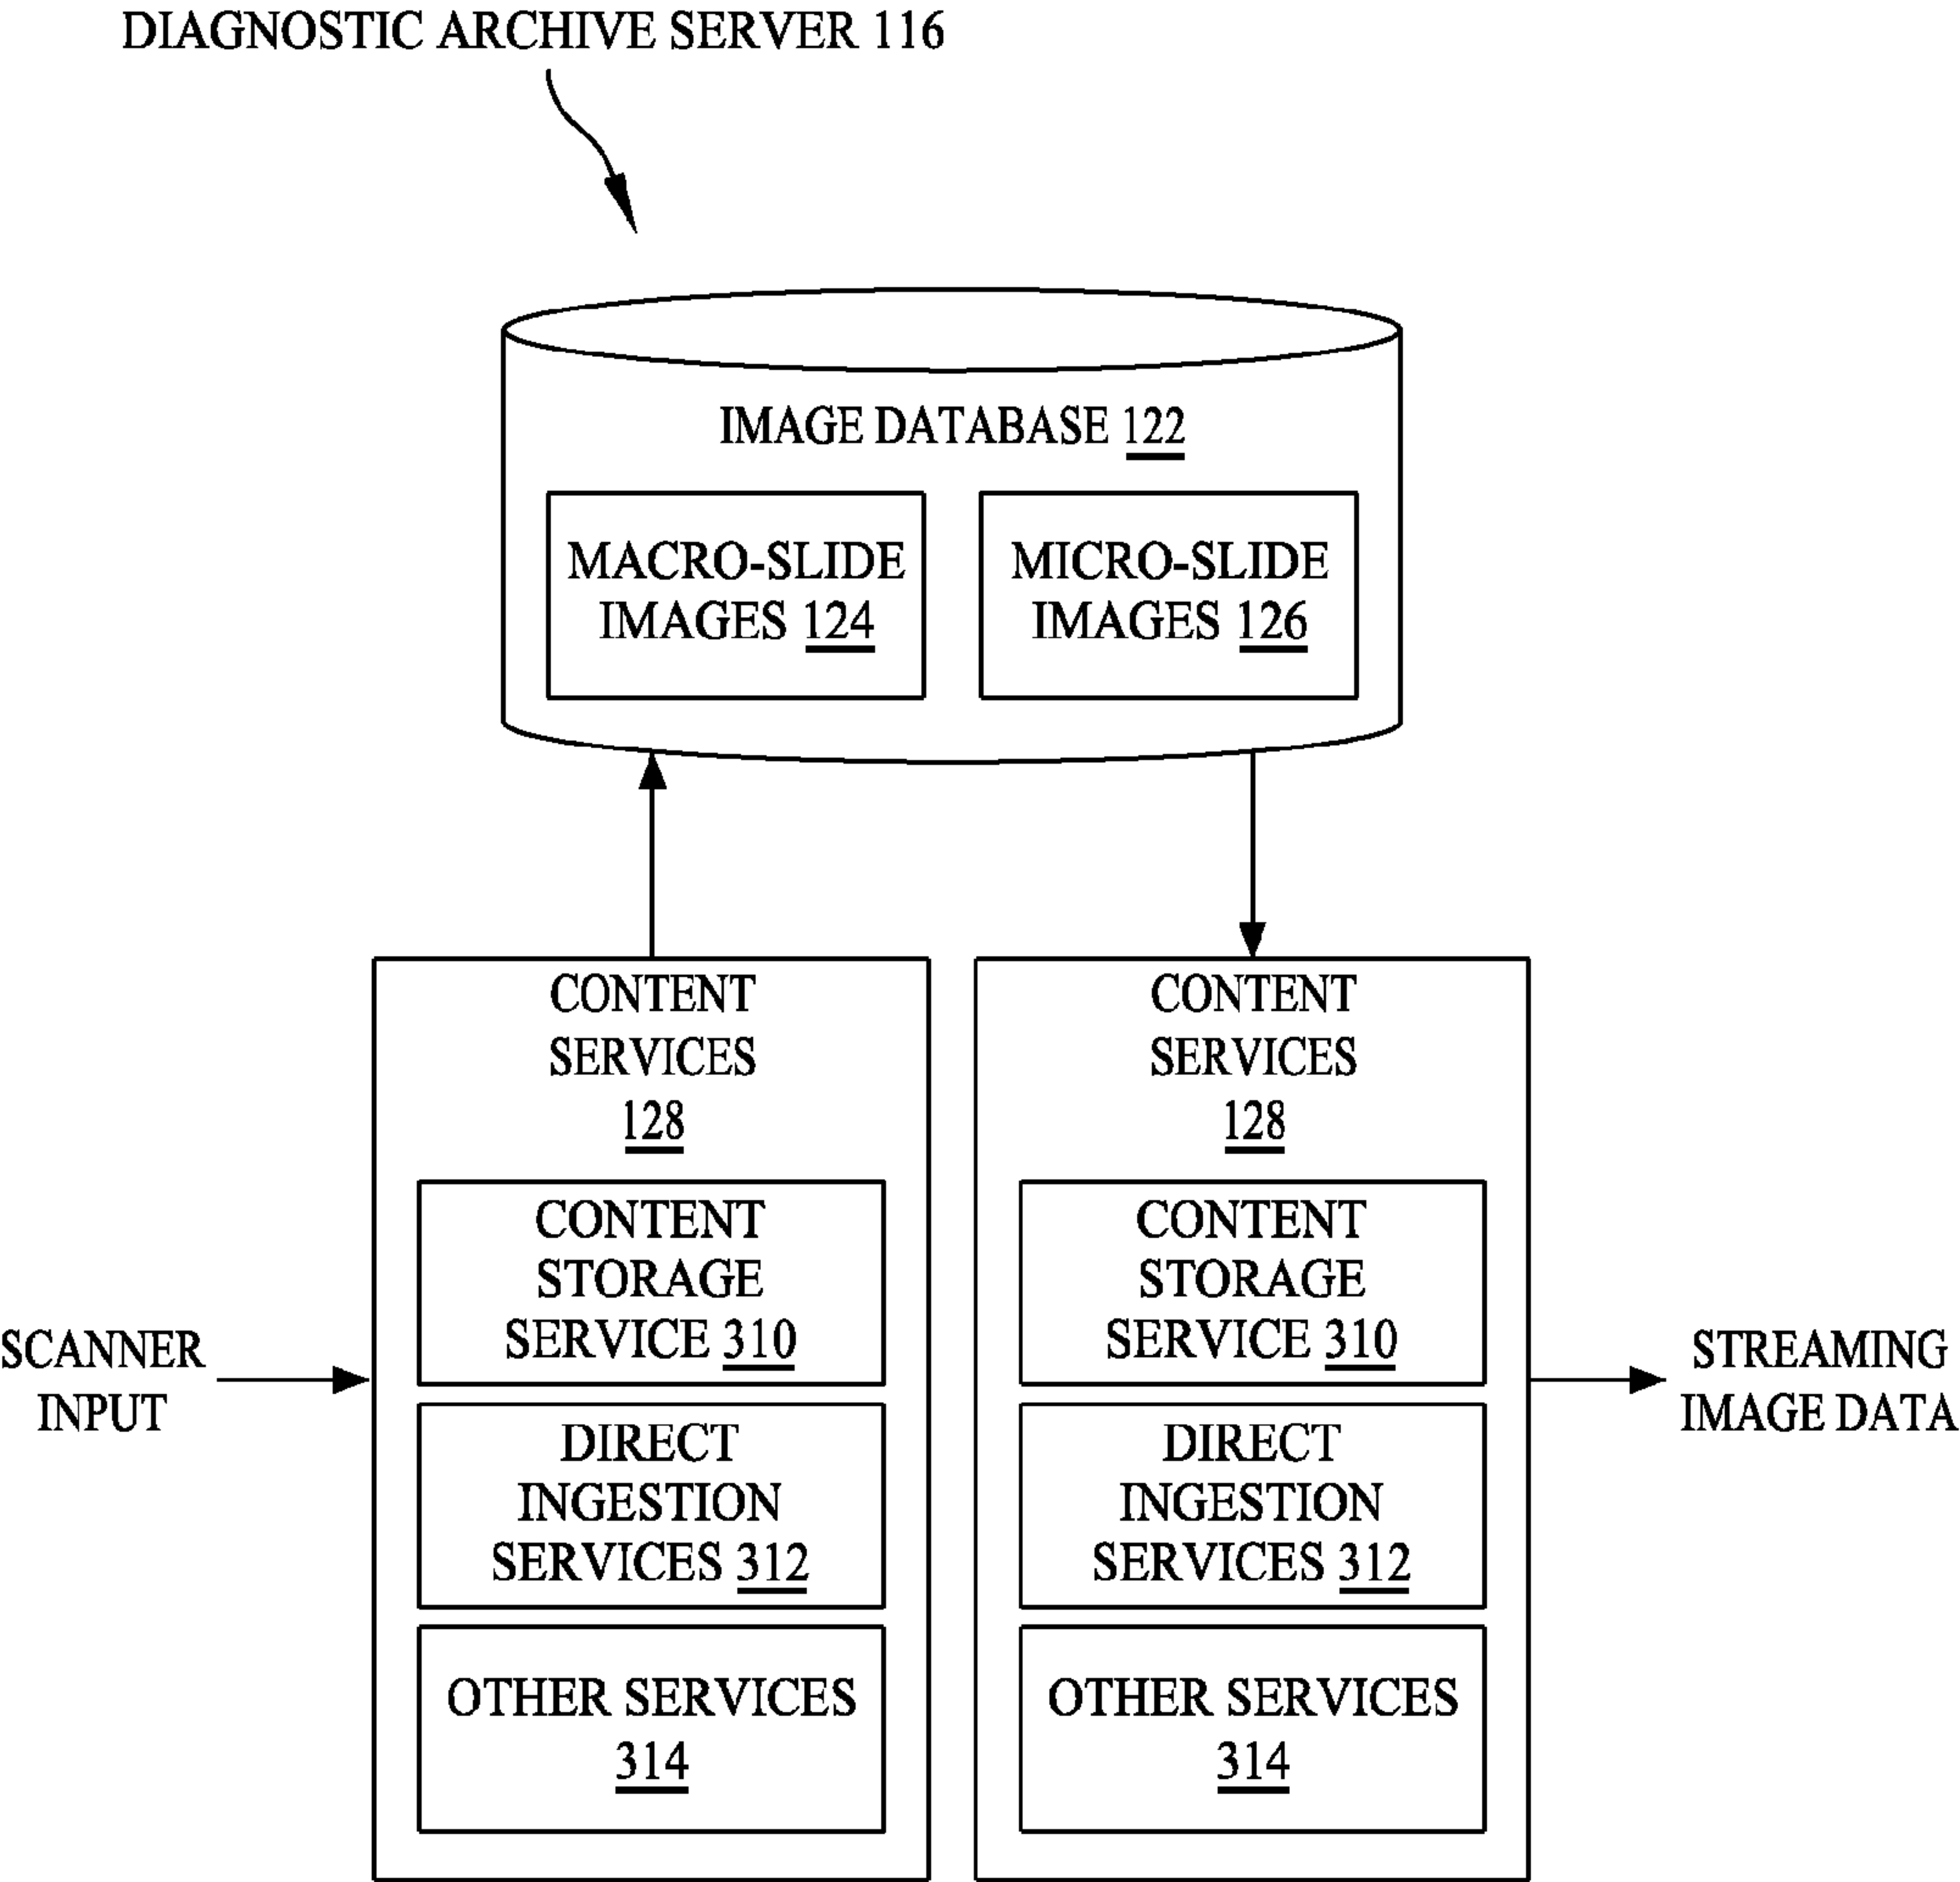 DIAGNOSTIC ARCHIVE SERVER 116
IMAGE DATABASE 122
MACRO-SLIDE
IMAGES 124
MICRO-SLIDE
IMAGES 126
CONTENT
SERVICES
128
CONTENT
STORAGE
SERVICE 310
DIRECT
INGESTION
SERVICES 312
OTHER SERVICES
314
CONTENT
SERVICES
128
CONTENT
STORAGE
SERVICE 310
DIRECT
INGESTION
SERVICES 312
OTHER SERVICES
314
SCANNER
INPUT
STREAMING
IMAGE DATA